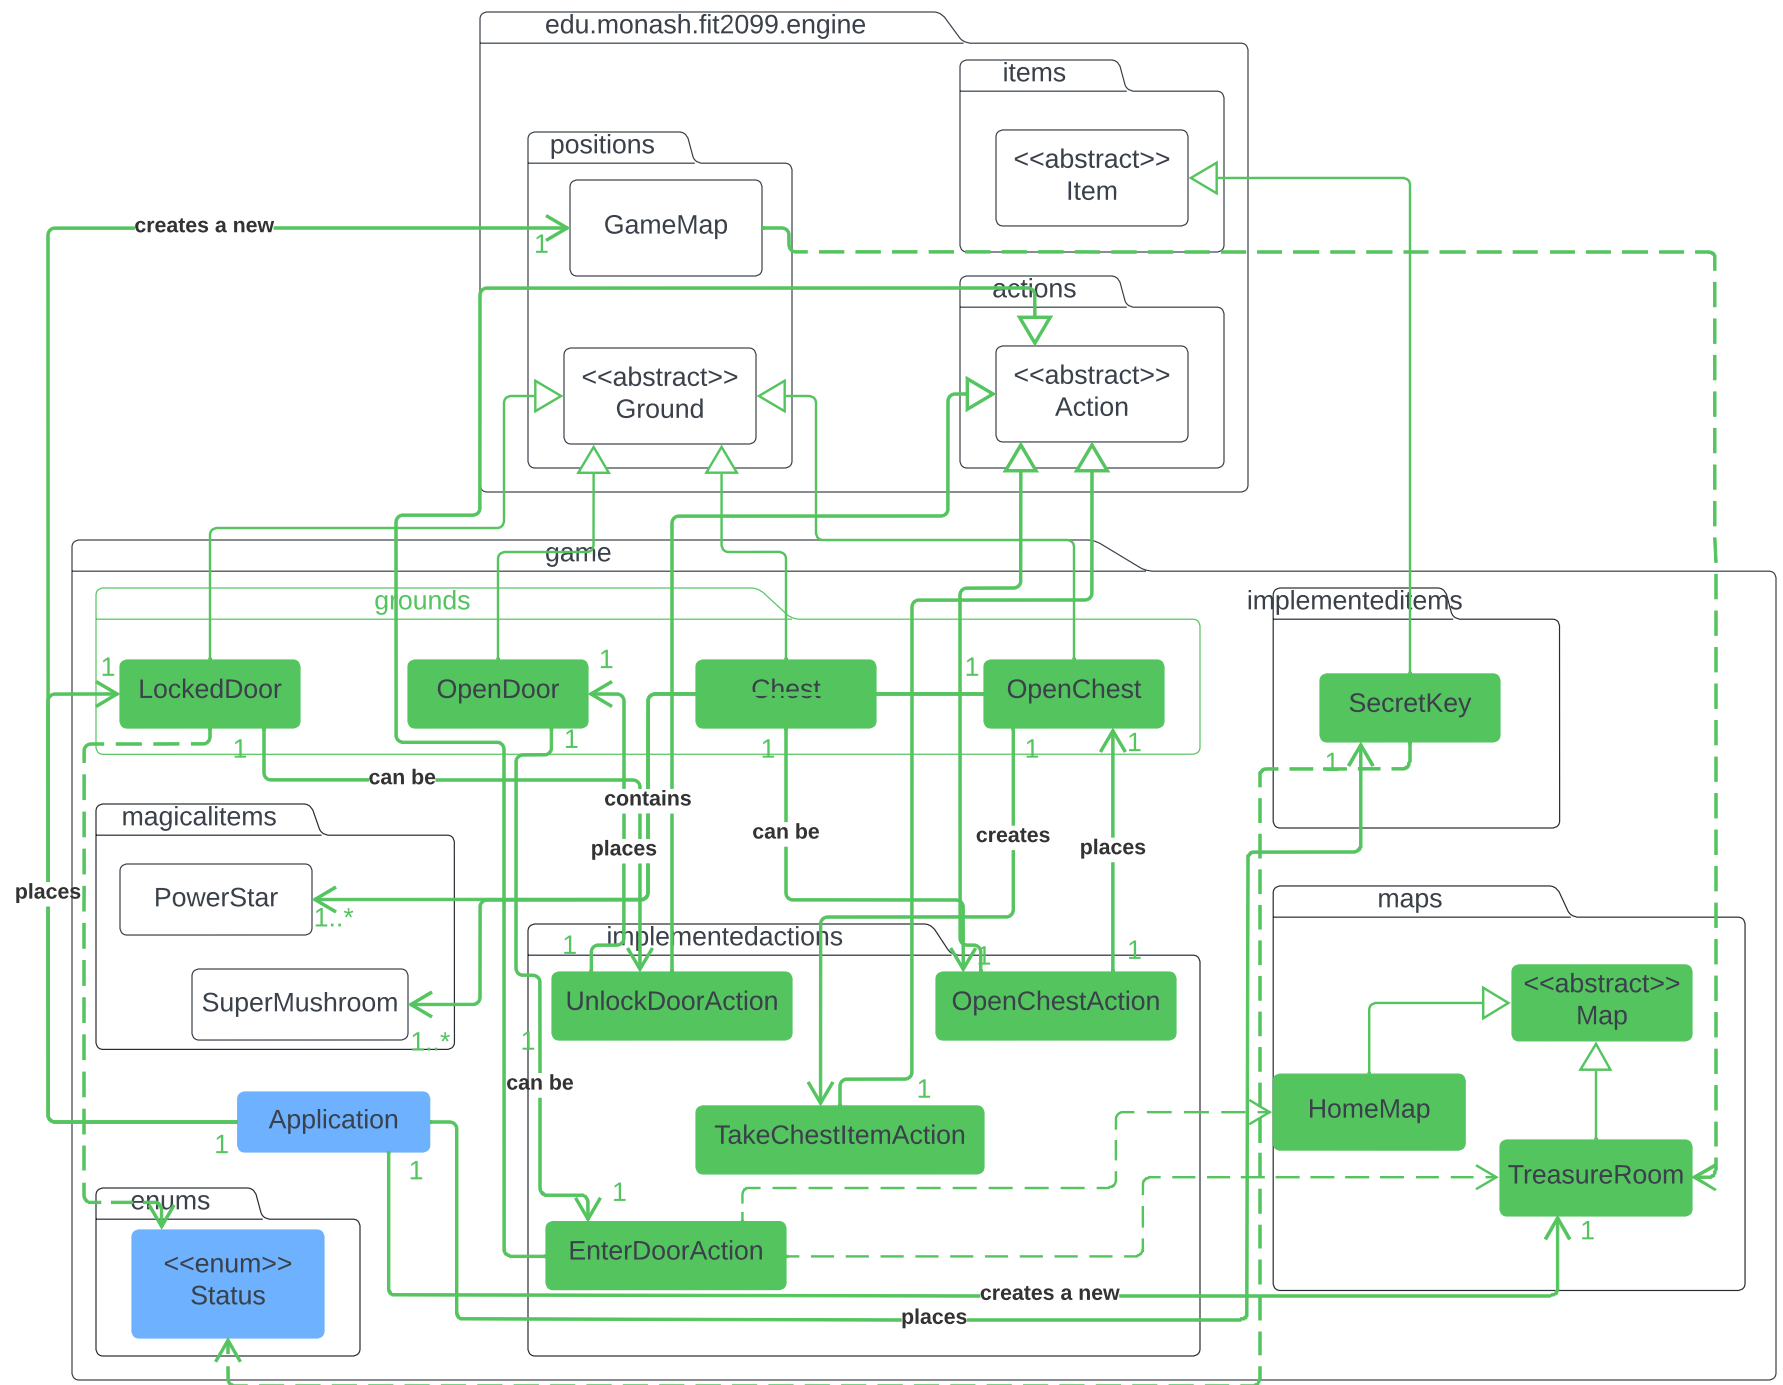 edu.monash.fit2099.engine
items
positions
<<abstract>>
Item
GameMap
creates a new
1
actions
<<abstract>>
Ground
<<abstract>>
Action
game
grounds
implementeditems
1
LockedDoor
OpenDoor
1
Chest
1
OpenChest
SecretKey
1
1
1
1
1
1
can be
contains
places
can be
creates
places
magicalitems
PowerStar
1..*
places
SuperMushroom
1..*
maps
implementedactions
1
1
1
UnlockDoorAction
OpenChestAction
1
can be
<<abstract>>
Map
HomeMap
1
TakeChestItemAction
Application
1
1
TreasureRoom
1
1
enums
<<enum>>
Status
EnterDoorAction
creates a new
places